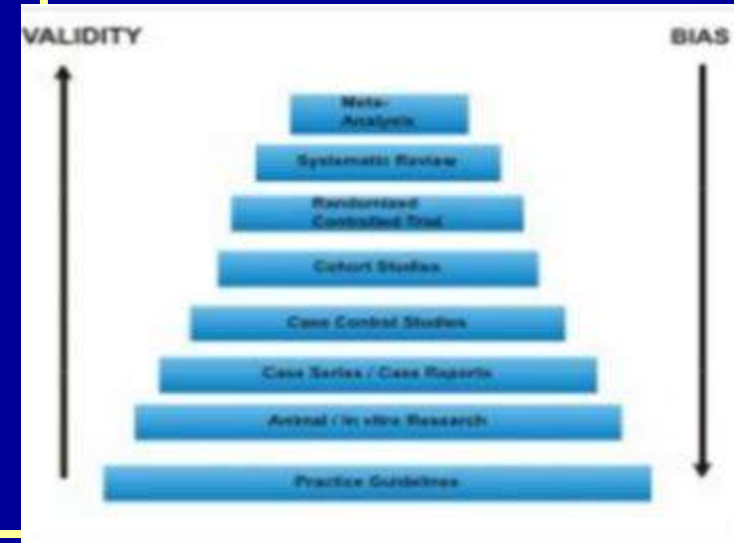 VALIDITY
BIAS
Meta-
Analysis
Systematic Review
Randomized
Controlled Trial
Cohort Studies
Case Control Studies
Case Series / Case Reports
Animal / In vitro Research
Practice Guidelines